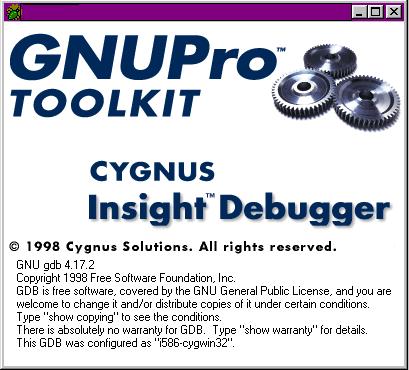 GNUPro™
TOOLKIT
CYGNUS
Insight™ Debugger
© 1998 Cygnus Solutions. All rights reserved.
GNU gdb 4.17.2
Copyright 1998 Free Software Foundation, Inc.
GDB is free software, covered by the GNU General Public License, and you are
welcome to change it and/or distribute copies of it under certain conditions.
Type "show copying" to see the conditions.
There is absolutely no warranty for GDB.  Type "show warranty" for details.
This GDB was configured as "i586-cygwin32".